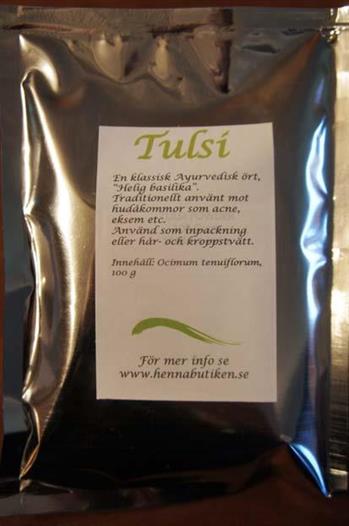 Tulsi
En klassisk Ayurvedisk ört,
"Helig basilika".
Traditionellt använt mot
hudåkommor som acne,
eksem etc.
Använd som inpackning
eller hår- och kroppstvätt.
Innehåll: Ocimum tenuiflorum,
100 g
För mer info se
www.hennabutiken.se